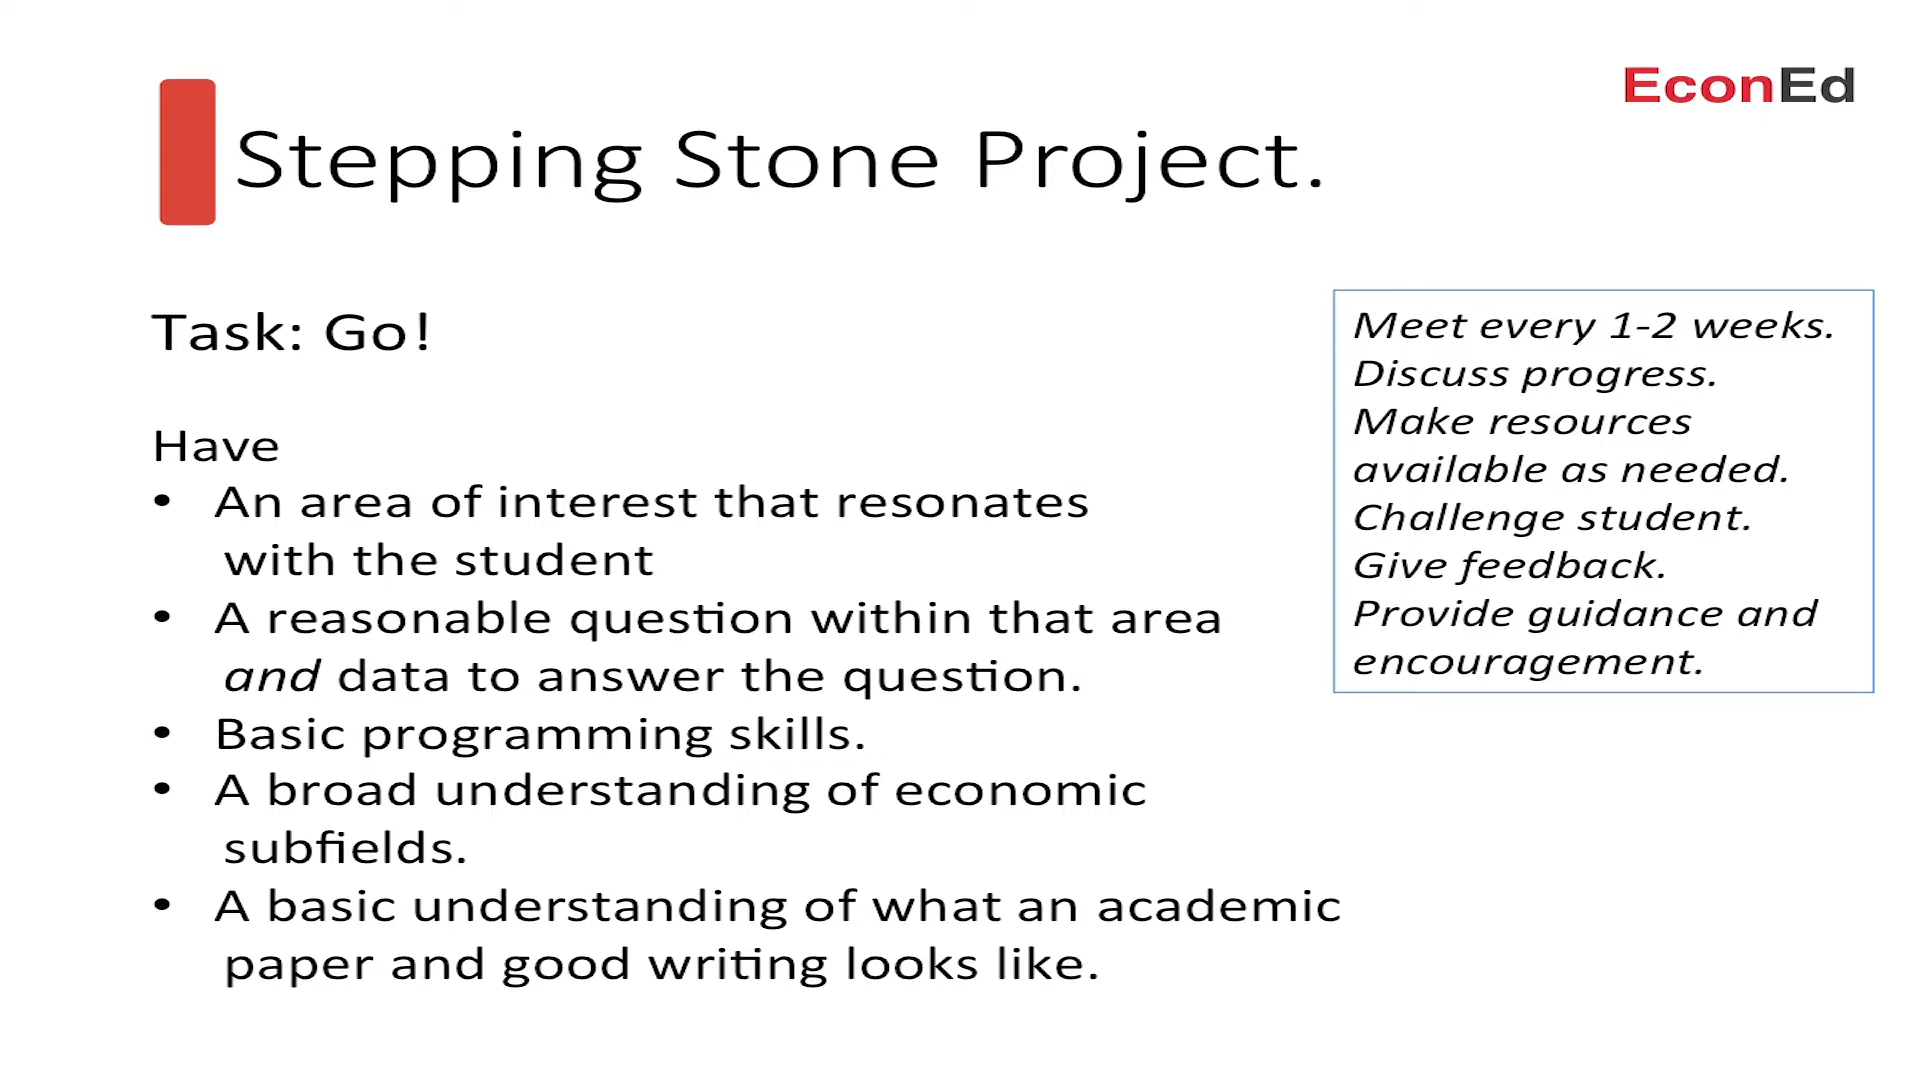 EconEd
Stepping Stone Project.
Task: Go!
Have
• An area of interest that resonates
with the student
• A reasonable question within that area
and data to answer the question.
• Basic programming skills.
• A broad understanding of economic
subfields.
• A basic understanding of what an academic
paper and good writing looks like.
Meet every 1-2 weeks.
Discuss progress.
Make resources
available as needed.
Challenge student.
Give feedback.
Provide guidance and
encouragement.